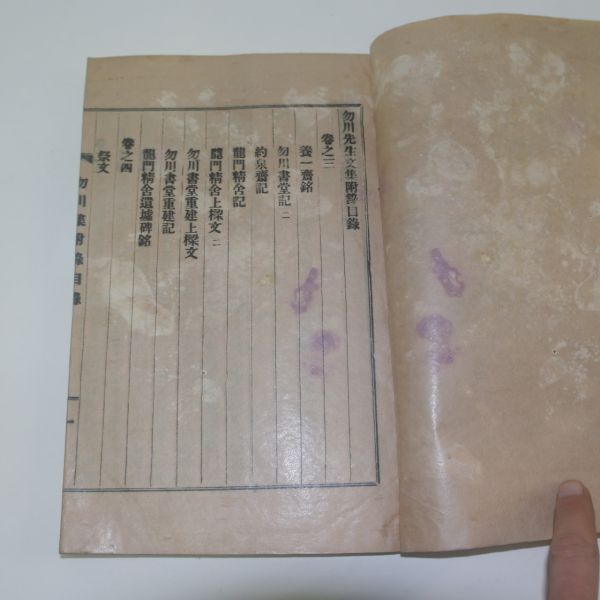 勿川先生文集附錄目錄
卷之三
養一齋銘
勿川書堂記 二
約泉齋記
龍門精舍記
龍門精舍上樑文 二
勿川書堂重建上樑文
勿川書堂重建記
龍門精舍遺墟碑銘
卷之四
祭文
勿川集附錄目錄
一